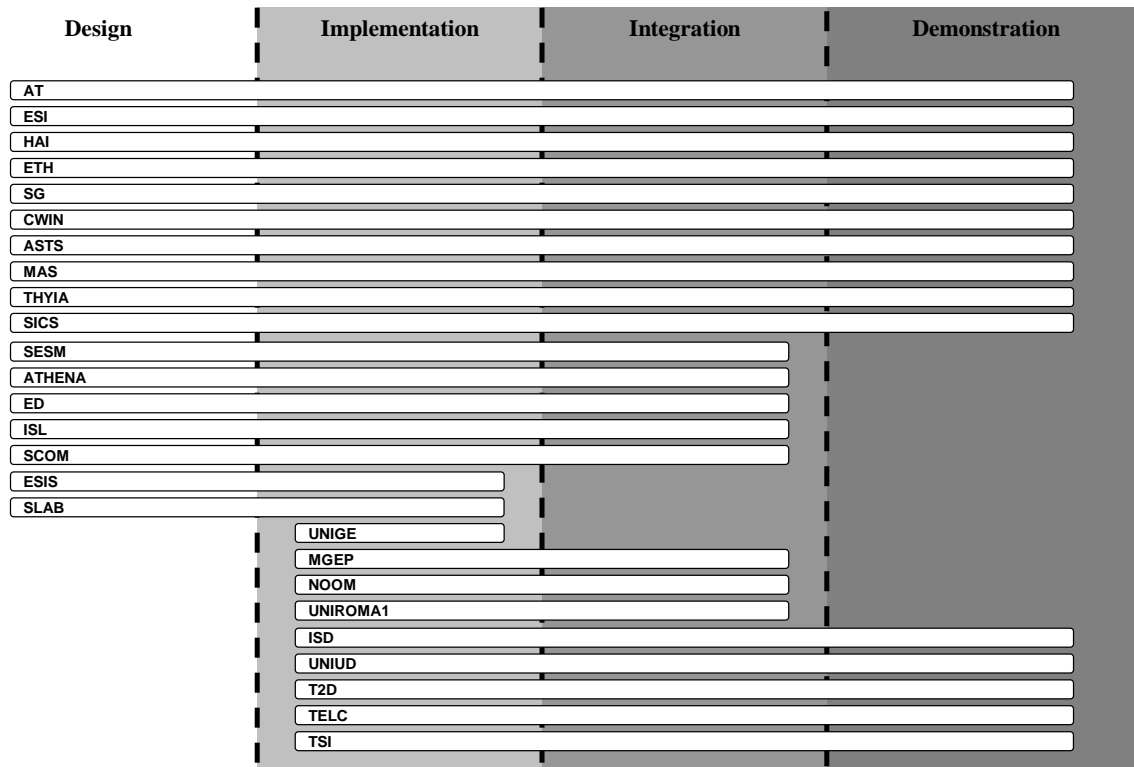 Design Implementation Integration Demonstration
AT
ESI
HAI
ETH
SG
CWIN
ASTS
MAS
THYIA
SICS
SESM
ATHENA
ED
ISL
SCOM
ESIS
SLAB
UNIGE
MGEP
NOOM
UNIROMA1
ISD
UNIUD
T2D
TELC
TSI